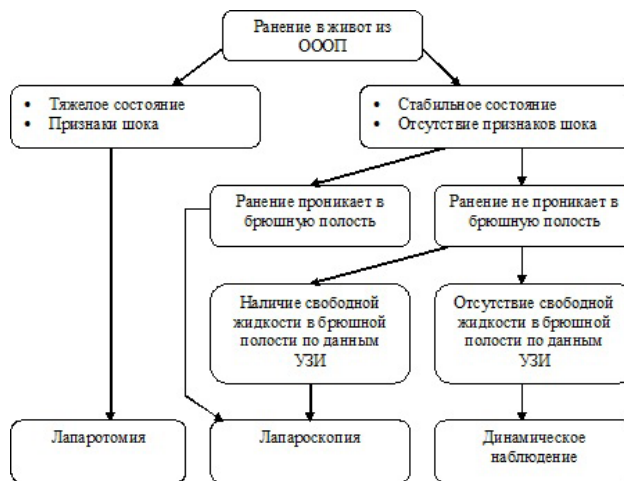 Ранение в живот из
ОООП
• Тяжелое состояние
• Признаки шока
• Стабильное состояние
• Отсутствие признаков шока
Ранение проникает в
брюшную полость
Ранение не проникает в
брюшную полость
Наличие свободной
жидкости в брюшной
полости по данным
УЗИ
Отсутствие свободной
жидкости в брюшной
полости по данным
УЗИ
Лапаротомия
Лапароскопия
Динамическое
наблюдение